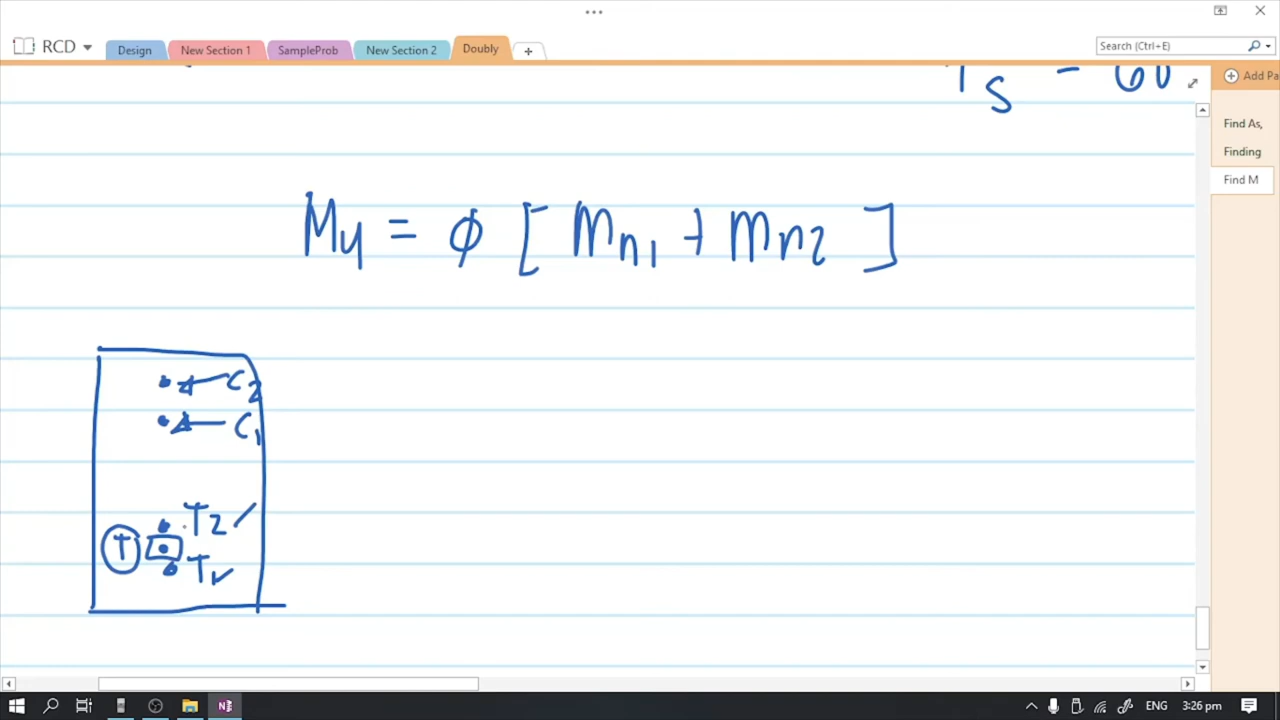 RCD
Design
New Section 1
SampleProb
New Section 2
Doubly
Search (Ctrl+E)
Add Pa
Find As,
Finding
Find M
s = 60
Mu = φ [ Mn1 + Mn2 ]
C2
C1
T2
T
T1
ENG
3:26 pm